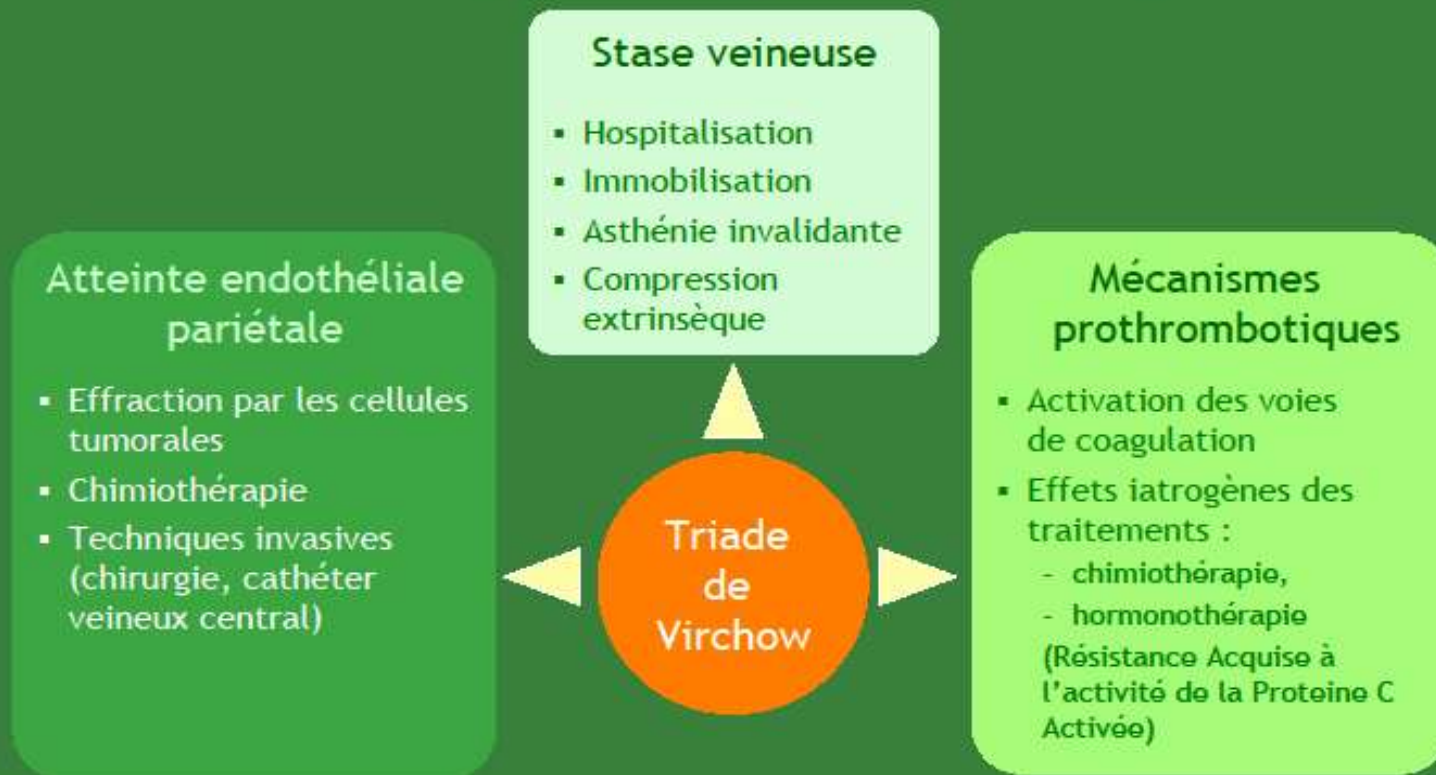 Stase veineuse
▪ Hospitalisation
▪ Immobilisation
▪ Asthénie invalidante
▪ Compression
extrinsèque
Atteinte endothéliale
pariétale
▪ Effraction par les cellules
tumorales
▪ Chimiothérapie
▪ Techniques invasives
(chirurgie, cathéter
veineux central)
Triade
de
Virchow
Mécanismes
prothrombotiques
▪ Activation des voies
de coagulation
▪ Effets iatrogènes des
traitements :
- chimiothérapie,
- hormonothérapie
(Résistance Acquise à
l'activité de la Proteine C
Activée)